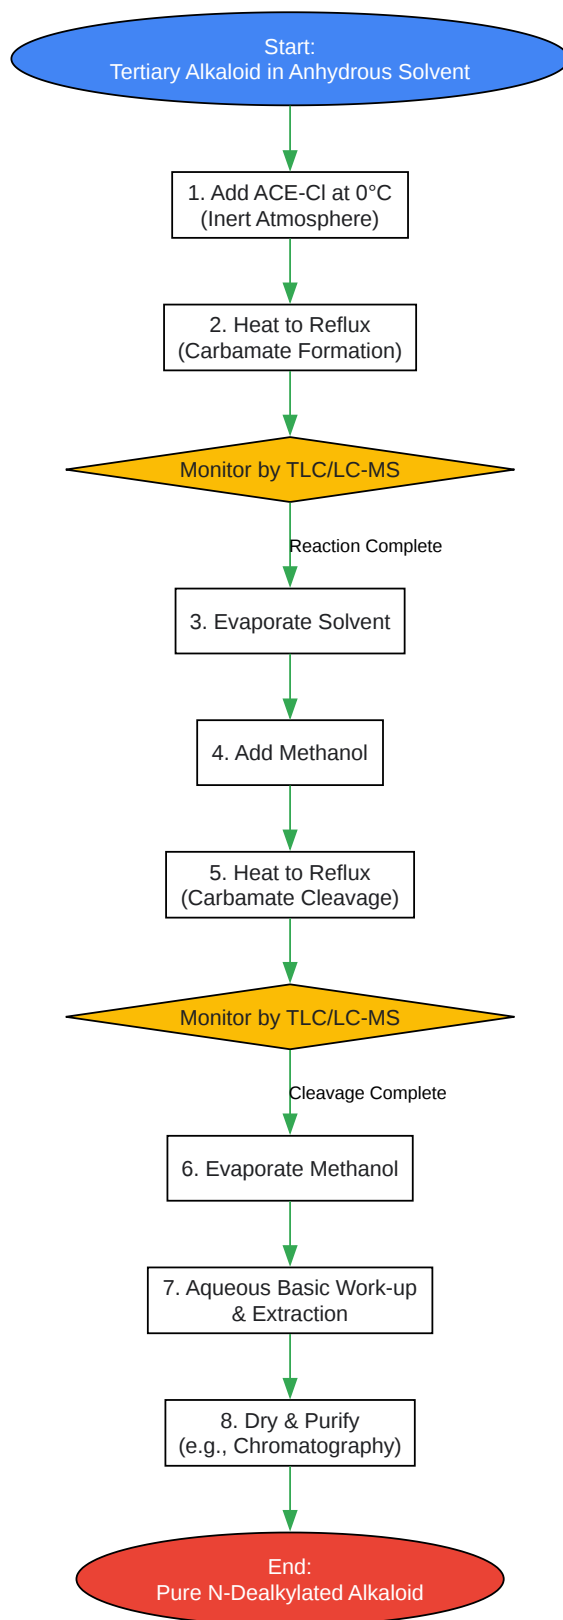 Start:
Tertiary Alkaloid in Anhydrous Solvent
1. Add ACE-Cl at 0°C
(Inert Atmosphere)
2. Heat to Reflux
(Carbamate Formation)
Monitor by TLC/LC-MS
Reaction Complete
3. Evaporate Solvent
4. Add Methanol
5. Heat to Reflux
(Carbamate Cleavage)
Monitor by TLC/LC-MS
Cleavage Complete
6. Evaporate Methanol
7. Aqueous Basic Work-up
& Extraction
8. Dry & Purify
(e.g., Chromatography)
End:
Pure N-Dealkylated Alkaloid